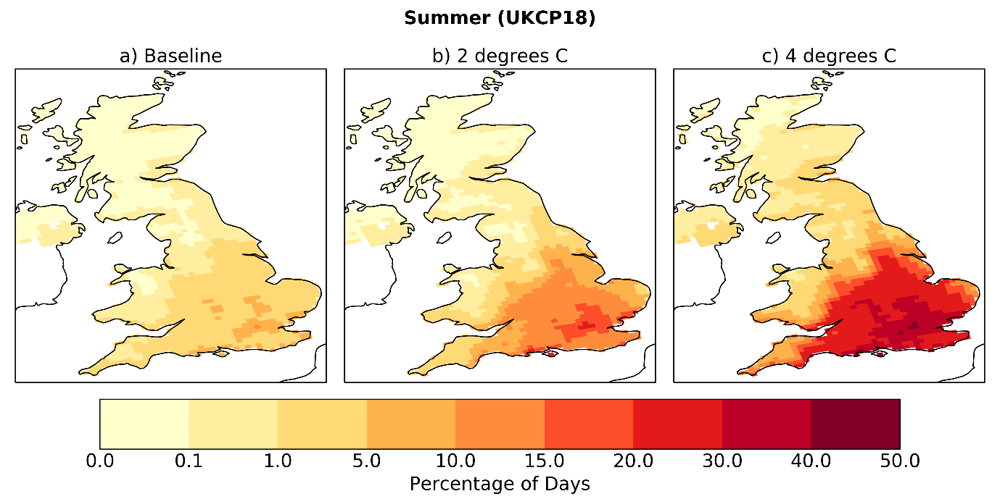 Summer (UKCP18)
a) Baseline
b) 2 degrees C
c) 4 degrees C
0.0 0.1 1.0 5.0 10.0 15.0 20.0 30.0 40.0 50.0
Percentage of Days